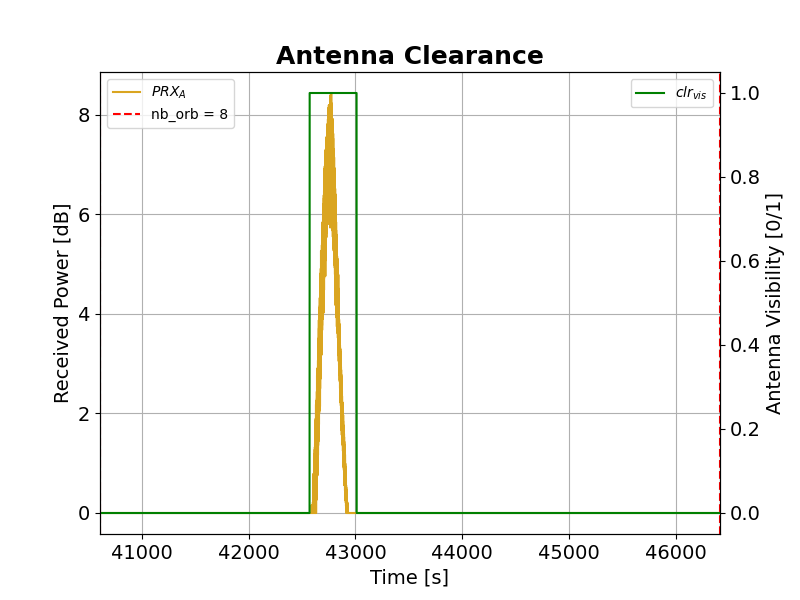 Antenna Clearance
PRX_A
nb_orb = 8
clr_vis
8
6
4
2
0
Received Power [dB]
1.0
0.8
0.6
0.4
0.2
0.0
Antenna Visibility [0/1]
41000 42000 43000 44000 45000 46000
Time [s]